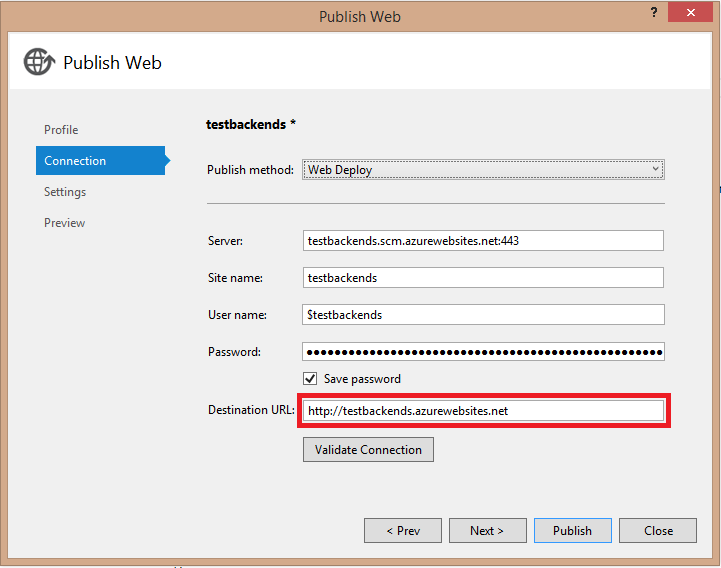 Publish Web
?
Publish Web
Profile
Connection
Settings
Preview
testbackends *
Publish method: Web Deploy
Server: testbackends.scm.azurewebsites.net:443
Site name: testbackends
User name: $testbackends
Password: ••••••••••••••••••••••••••••••••••••••••••••••••••
Save password
Destination URL: http://testbackends.azurewebsites.net
Validate Connection
< Prev Next > Publish Close